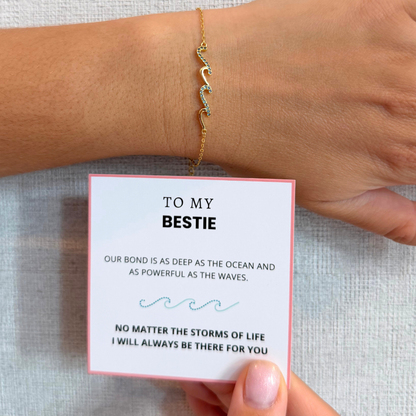 TO MY
BESTIE
OUR BOND IS AS DEEP AS THE OCEAN AND
AS POWERFUL AS THE WAVES.
NO MATTER THE STORMS OF LIFE
I WILL ALWAYS BE THERE FOR YOU